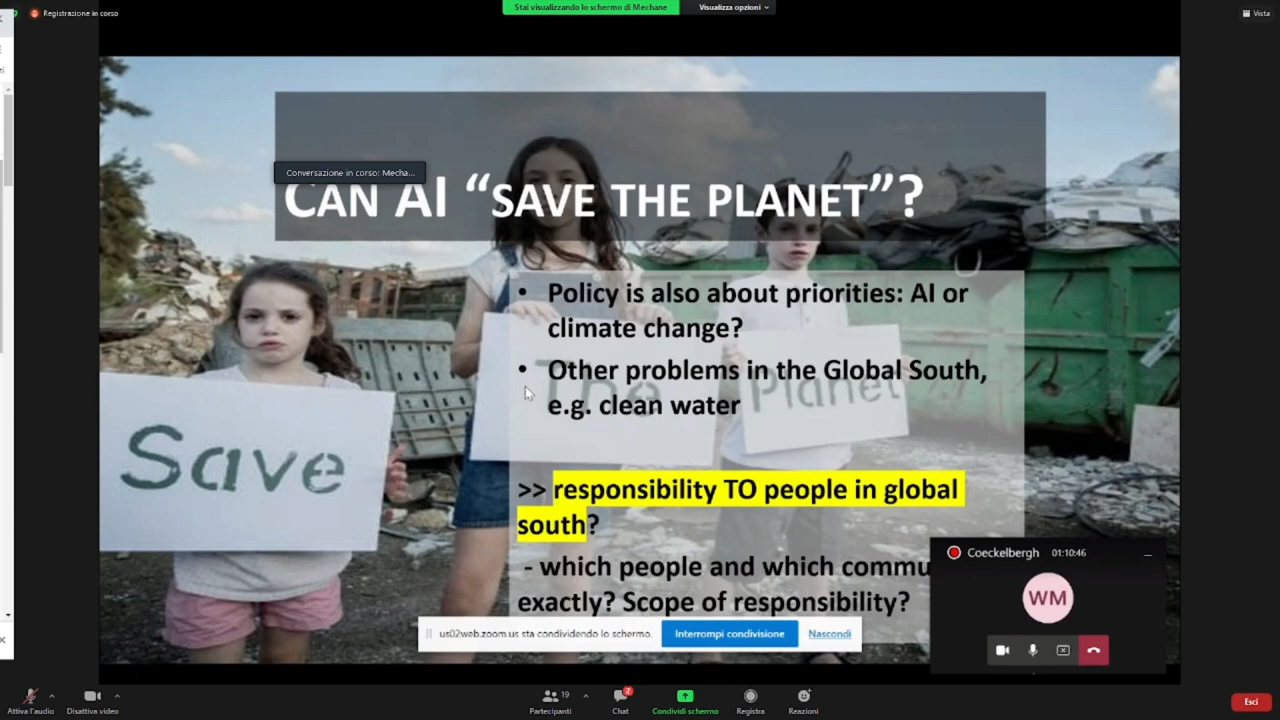 Registrazione in corso
Stai visualizzando lo schermo di Mechane
Visualizza opzioni
Vista
Conversazione in corso: Mecha...
CAN AI “SAVE THE PLANET”?
• Policy is also about priorities: AI or
climate change?
• Other problems in the Global South,
e.g. clean water
The
Planet
Save
>> responsibility TO people in global
south?
- which people and which commu
exactly? Scope of responsibility?
Coeckelbergh 01:10:46
WM
us02web.zoom.us sta condividendo lo schermo.
Interrompi condivisione
Nascondi
Attiva l'audio
Disattiva video
19
Partecipanti
2
Chat
Condividi schermo
Registra
Reazioni
Esci